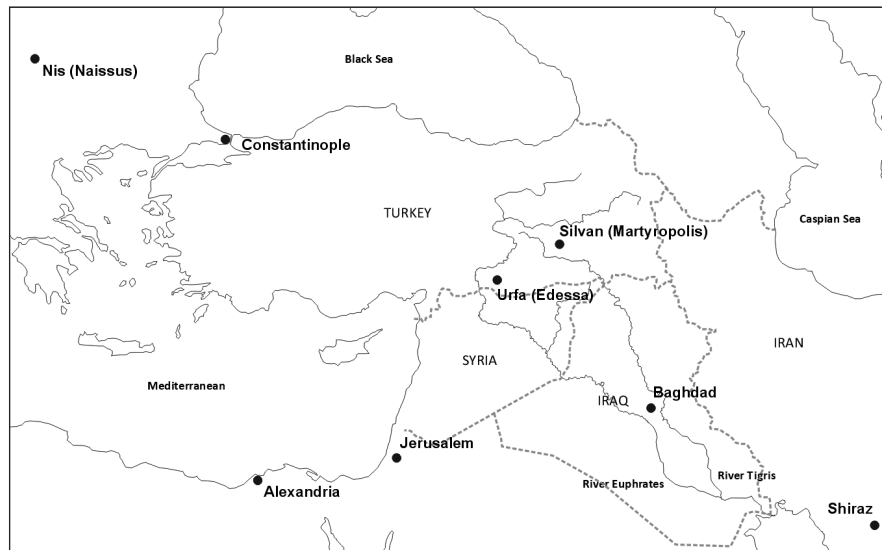 Black Sea
Nis (Naissus)
Constantinople
TURKEY
Caspian Sea
Silvan (Martyropolis)
Urfa (Edessa)
IRAN
SYRIA
Mediterranean
Baghdad
IRAQ
Jerusalem
River Tigris
River Euphrates
Alexandria
Shiraz